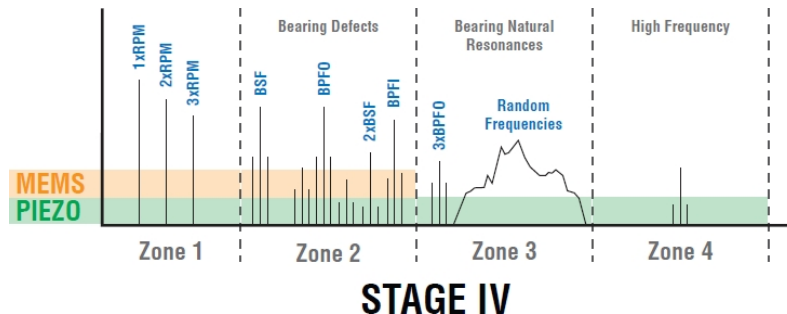 Bearing Defects
Bearing Natural
Resonances
High Frequency
1xRPM
2xRPM
3xRPM
BSF
BPFO
2xBSF
BPFI
3xBPFO
Random
Frequencies
MEMS
PIEZO
Zone 1
Zone 2
Zone 3
Zone 4
STAGE IV